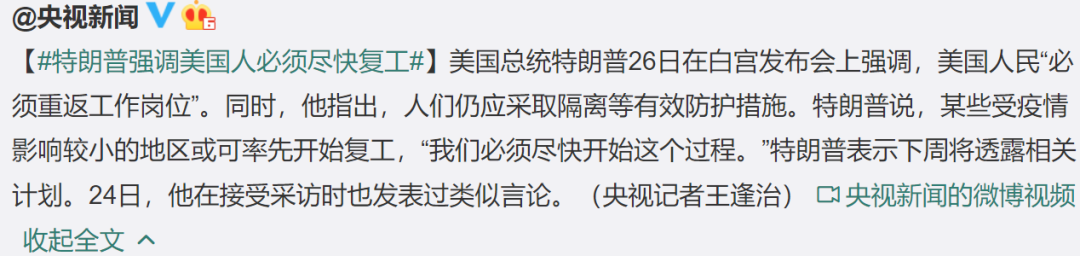 @央视新闻
【#特朗普强调美国人必须尽快复工#】美国总统特朗普26日在白宫发布会上强调，美国人民“必
须重返工作岗位”。同时，他指出，人们仍应采取隔离等有效防护措施。特朗普说，某些受疫情
影响较小的地区或可率先开始复工，“我们必须尽快开始这个过程。”特朗普表示下周将透露相关
计划。24日，他在接受采访时也发表过类似言论。（央视记者王逢治） 央视新闻的微博视频
收起全文